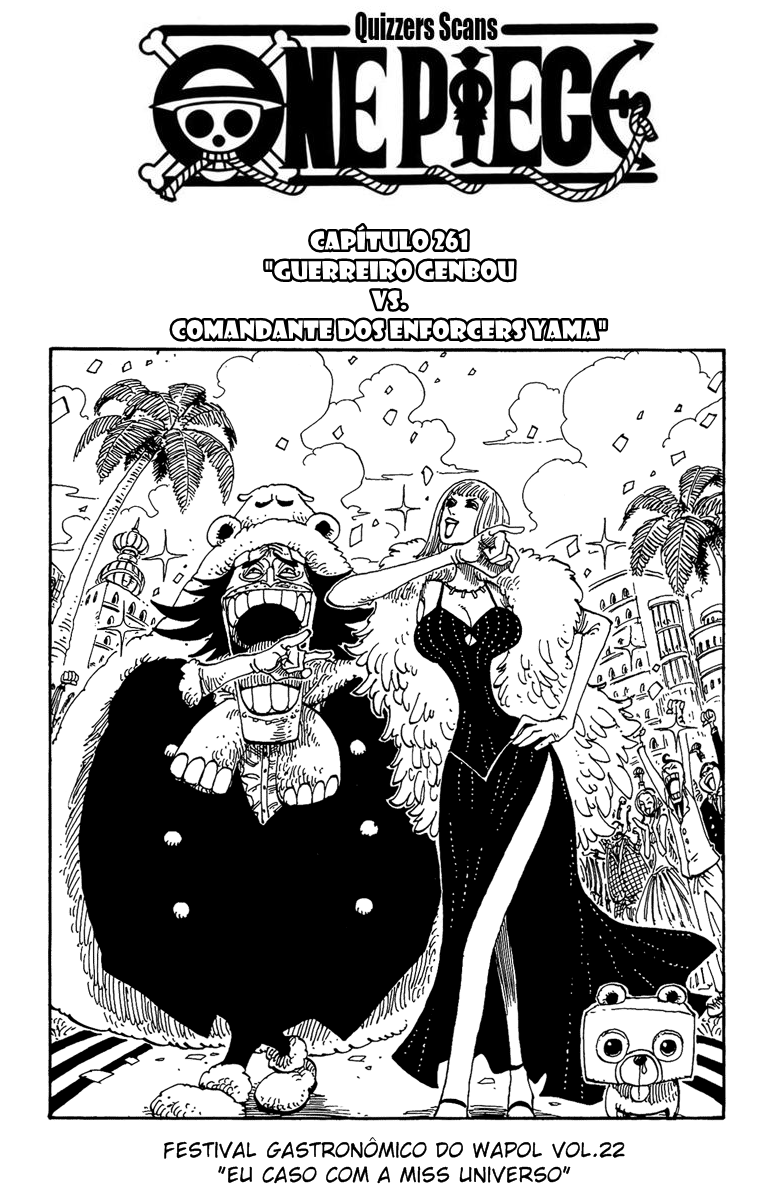 Quizzers Scans
ONE PIECE
CAPÍTULO 261
"GUERREIRO GENBOU
VS.
COMANDANTE DOS ENFORCERS YAMA"
FESTIVAL GASTRONÔMICO DO WAPOL VOL.22
"EU CASO COM A MISS UNIVERSO"